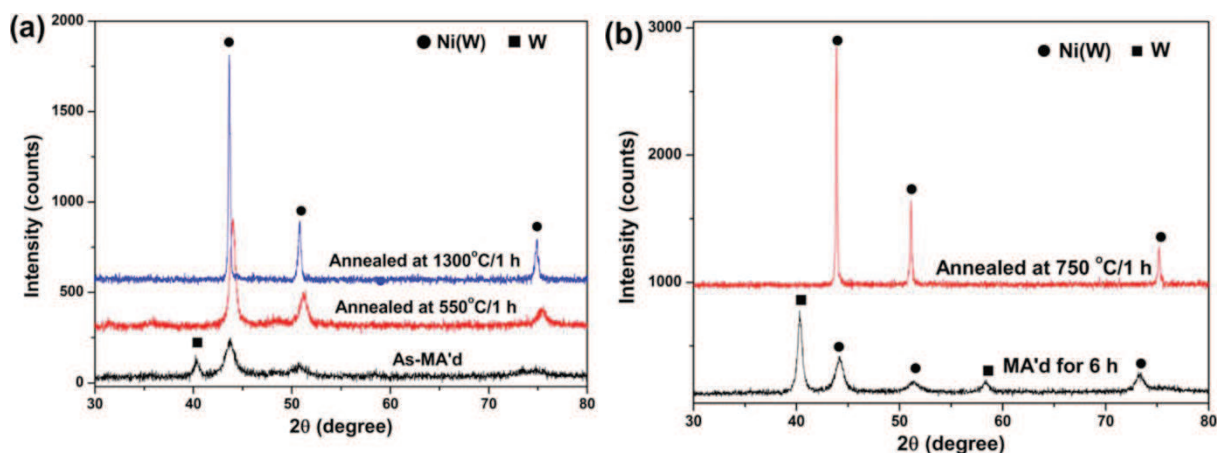 (a)
2000
1500
1000
500
0
Intensity (counts)
● Ni(W) ■ W
Annealed at 1300°C/1 h
Annealed at 550°C/1 h
As-MA'd
30 40 50 60 70 80
2θ (degree)
(b)
3000
2000
1000
Intensity (counts)
● Ni(W) ■ W
Annealed at 750 °C/1 h
MA'd for 6 h
30 40 50 60 70 80
2θ (degree)